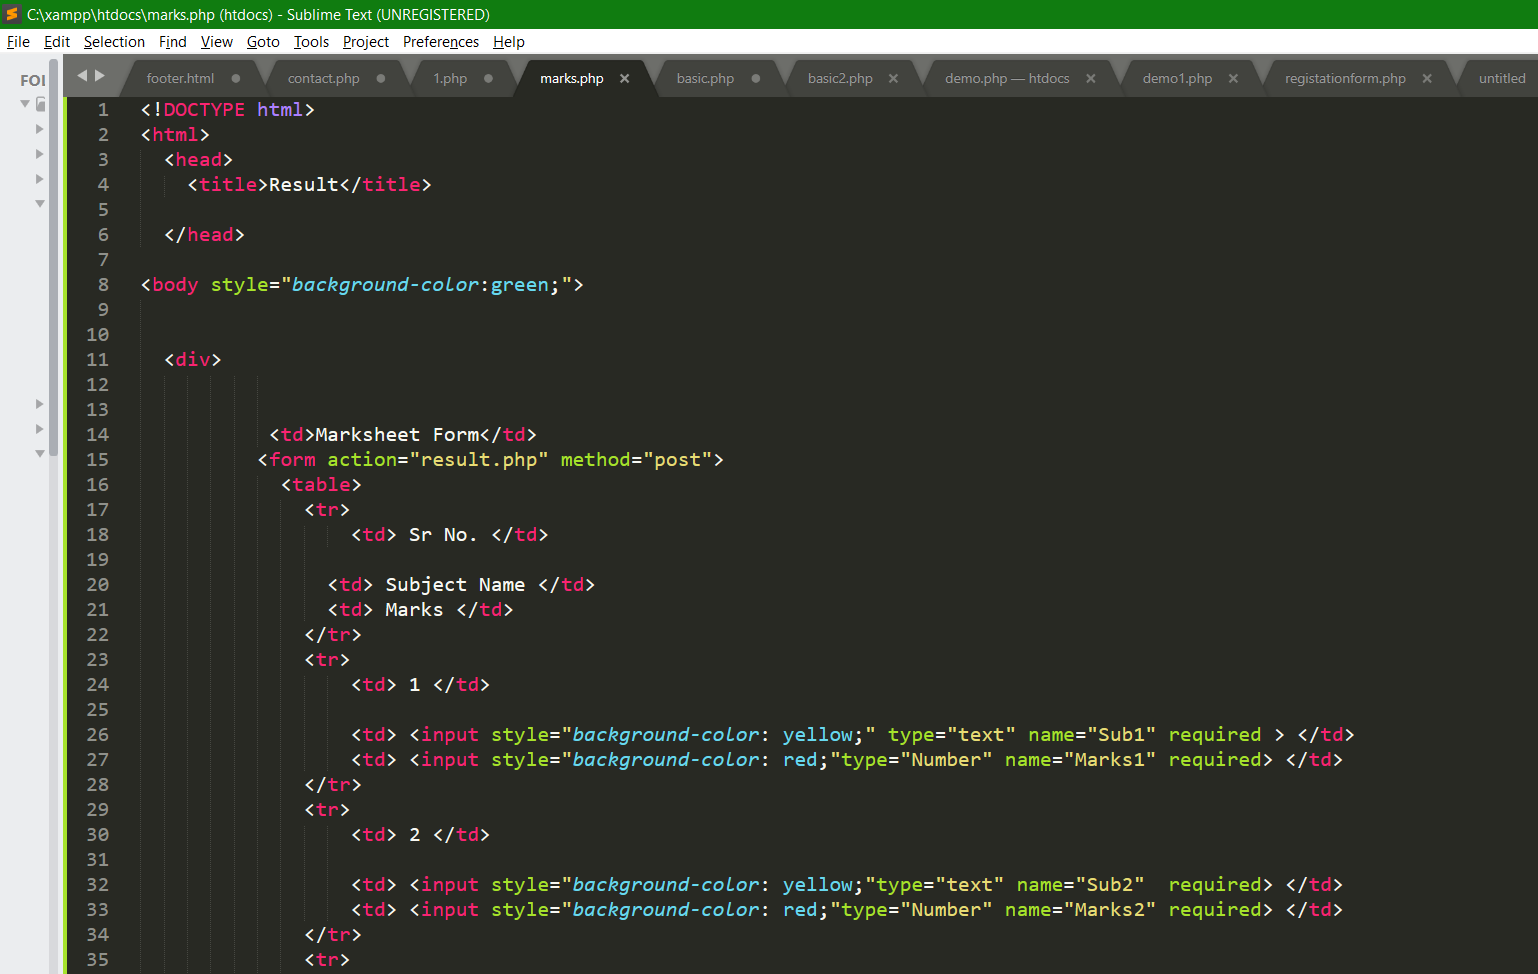 C:\xampp\htdocs\marks.php (htdocs) - Sublime Text (UNREGISTERED)
File Edit Selection Find View Goto Tools Project Preferences Help
FOI
footer.html contact.php 1.php marks.php basic.php basic2.php demo.php — htdocs demo1.php registationform.php untitled
1 <!DOCTYPE html>
2 <html>
3 <head>
4 <title>Result</title>
5
6 </head>
7
8 <body style="background-color:green;">
9
10
11 <div>
12
13
14 <td>Marksheet Form</td>
15 <form action="result.php" method="post">
16 <table>
17 <tr>
18 <td> Sr No. </td>
19
20 <td> Subject Name </td>
21 <td> Marks </td>
22 </tr>
23 <tr>
24 <td> 1 </td>
25
26 <td> <input style="background-color: yellow;" type="text" name="Sub1" required > </td>
27 <td> <input style="background-color: red;"type="Number" name="Marks1" required> </td>
28 </tr>
29 <tr>
30 <td> 2 </td>
31
32 <td> <input style="background-color: yellow;"type="text" name="Sub2"  required> </td>
33 <td> <input style="background-color: red;"type="Number" name="Marks2" required> </td>
34 </tr>
35 <tr>